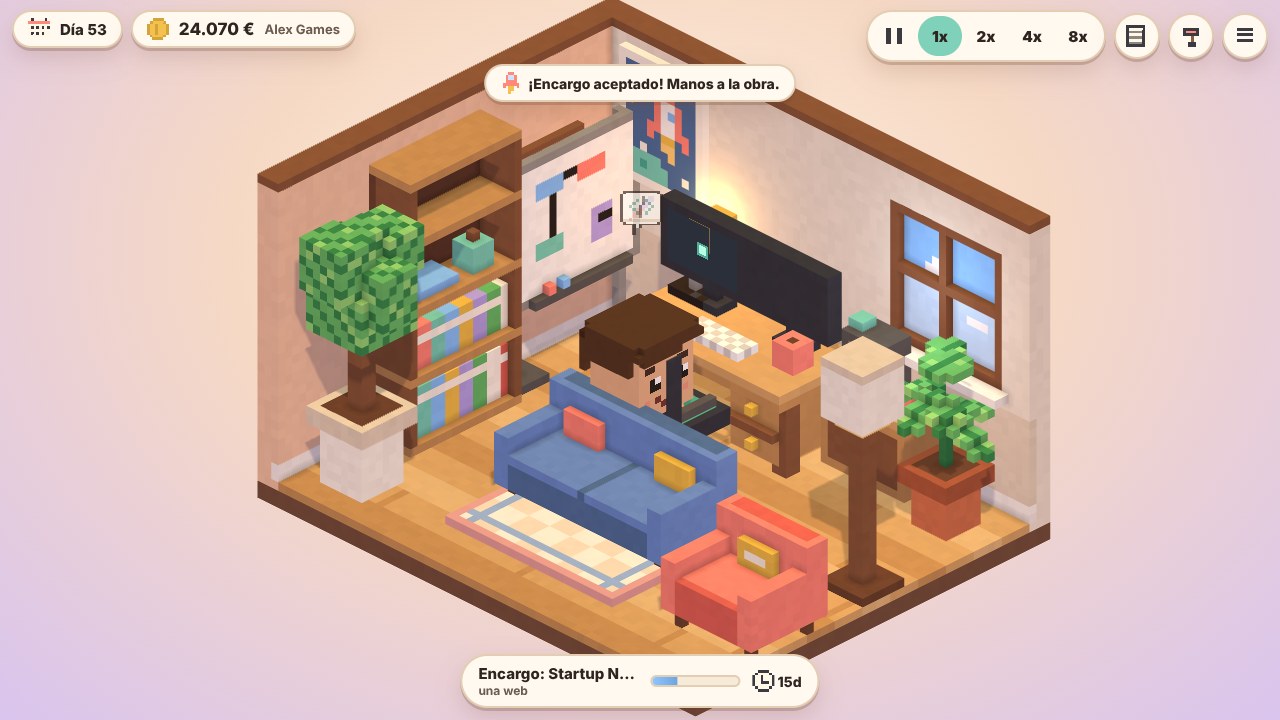 Día 53
24.070 € Alex Games
1x 2x 4x 8x
¡Encargo aceptado! Manos a la obra.
Encargo: Startup N...
una web
15d